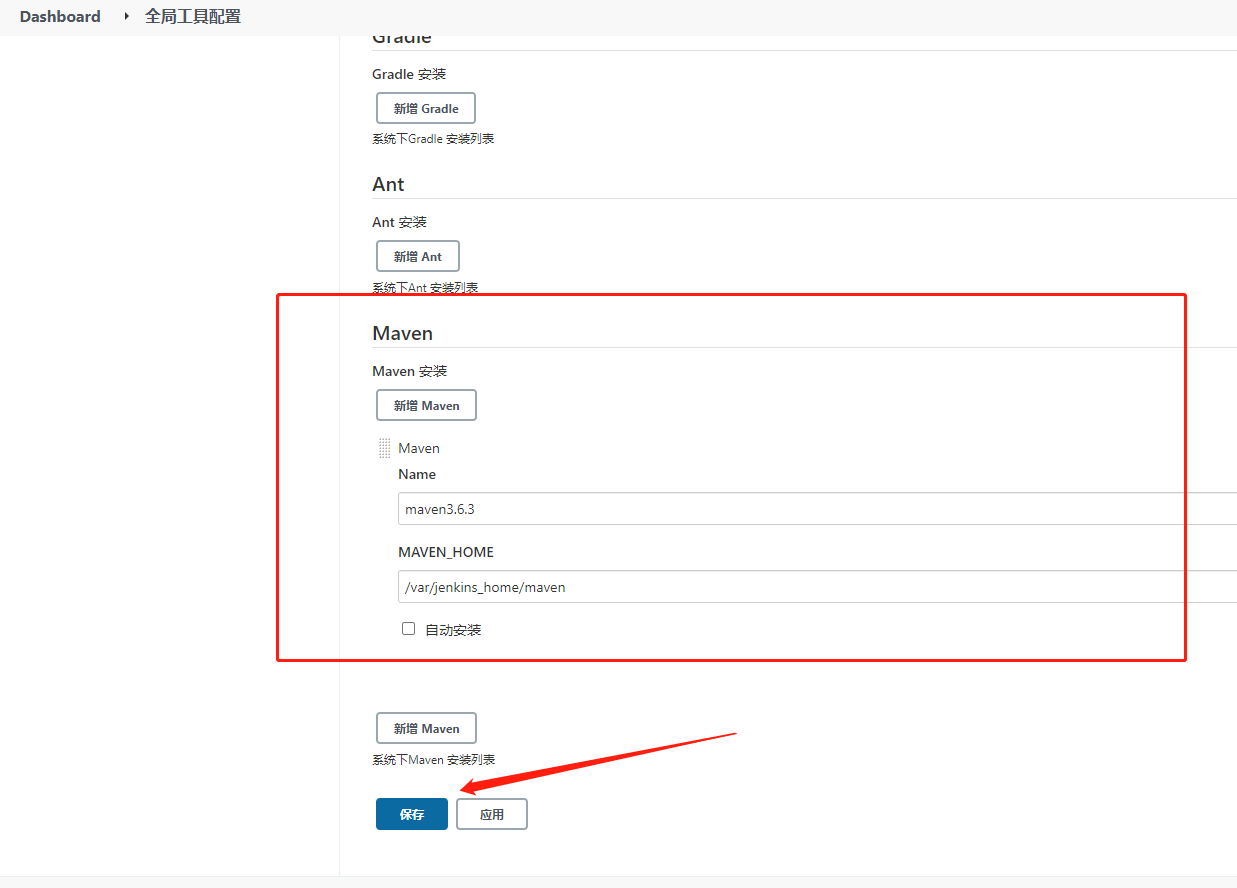 Dashboard 全局工具配置
Gradle
Gradle 安装
新增 Gradle
系统下Gradle 安装列表
Ant
Ant 安装
新增 Ant
系统下Ant 安装列表
Maven
Maven 安装
新增 Maven
Maven
Name
maven3.6.3
MAVEN_HOME
/var/jenkins_home/maven
自动安装
新增 Maven
系统下Maven 安装列表
保存 应用